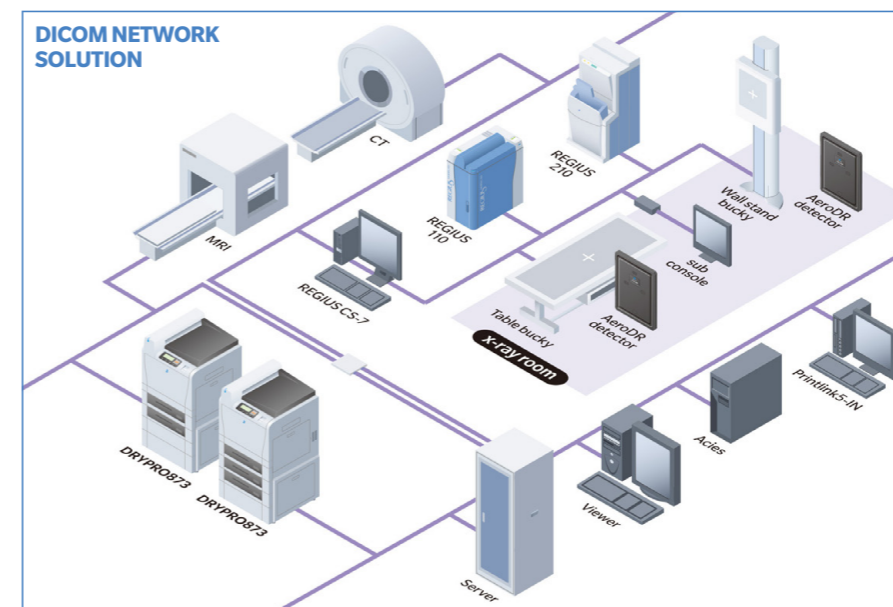 DICOM NETWORK
SOLUTION
CT
MRI
REGIUS
210
REGIUS
110
REGIUS CS-7
Wall stand
bucky
AeroDR
detector
sub
console
Table bucky
AeroDR
detector
x-ray room
Printlink5-IN
Acies
Viewer
Server
DRYPRO873
DRYPRO873